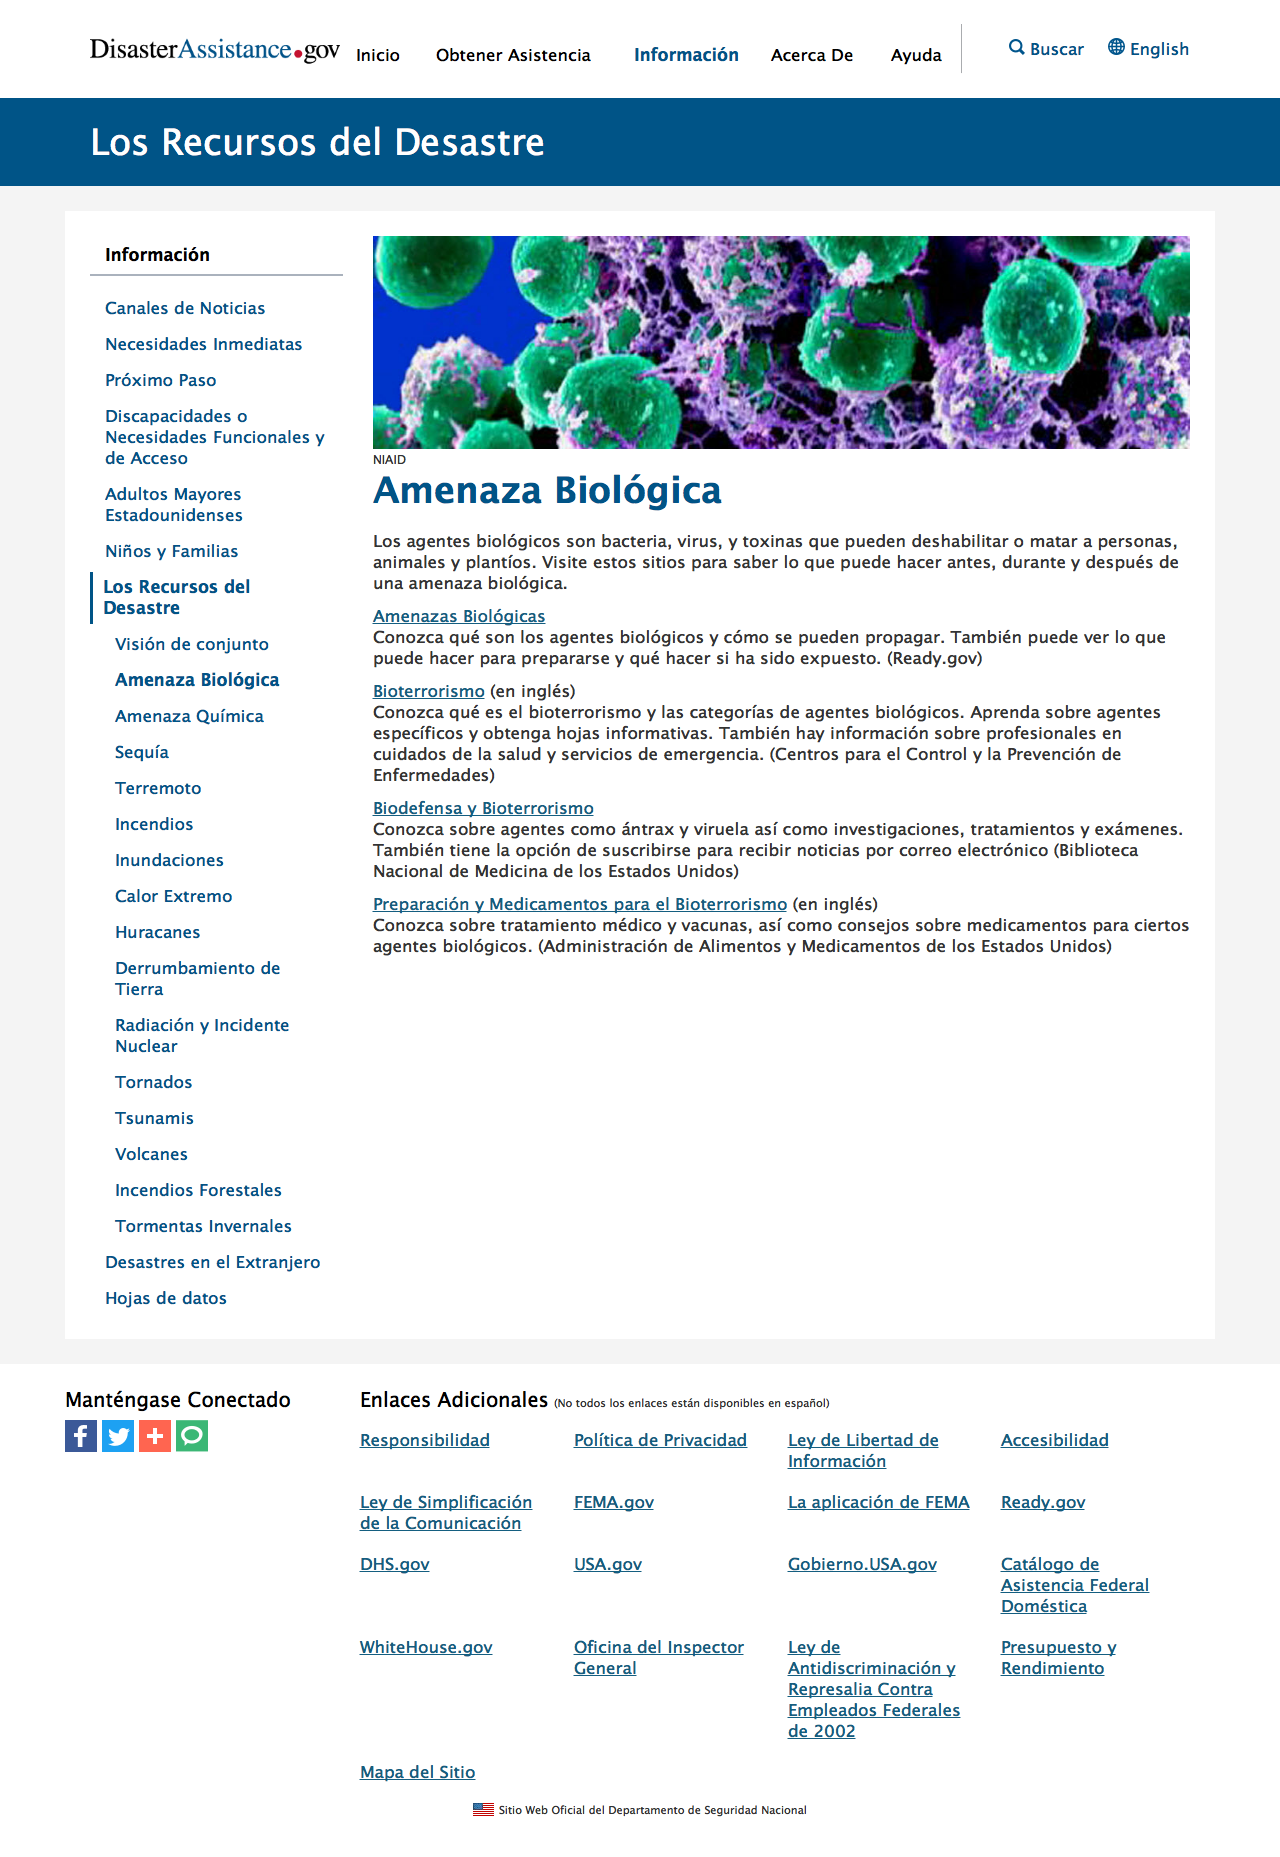 DisasterAssistance.gov
Inicio
Obtener Asistencia
Información
Acerca De
Ayuda
Buscar
English
Los Recursos del Desastre
Información
Canales de Noticias
Necesidades Inmediatas
Próximo Paso
Discapacidades o
Necesidades Funcionales y
de Acceso
Adultos Mayores
Estadounidenses
Niños y Familias
Los Recursos del
Desastre
Visión de conjunto
Amenaza Biológica
Amenaza Química
Sequía
Terremoto
Incendios
Inundaciones
Calor Extremo
Huracanes
Derrumbamiento de
Tierra
Radiación y Incidente
Nuclear
Tornados
Tsunamis
Volcanes
Incendios Forestales
Tormentas Invernales
Desastres en el Extranjero
Hojas de datos
NIAID
Amenaza Biológica
Los agentes biológicos son bacteria, virus, y toxinas que pueden deshabilitar o matar a personas,
animales y plantíos. Visite estos sitios para saber lo que puede hacer antes, durante y después de
una amenaza biológica.
Amenazas Biológicas
Conozca qué son los agentes biológicos y cómo se pueden propagar. También puede ver lo que
puede hacer para prepararse y qué hacer si ha sido expuesto. (Ready.gov)
Bioterrorismo (en inglés)
Conozca qué es el bioterrorismo y las categorías de agentes biológicos. Aprenda sobre agentes
específicos y obtenga hojas informativas. También hay información sobre profesionales en
cuidados de la salud y servicios de emergencia. (Centros para el Control y la Prevención de
Enfermedades)
Biodefensa y Bioterrorismo
Conozca sobre agentes como ántrax y viruela así como investigaciones, tratamientos y exámenes.
También tiene la opción de suscribirse para recibir noticias por correo electrónico (Biblioteca
Nacional de Medicina de los Estados Unidos)
Preparación y Medicamentos para el Bioterrorismo (en inglés)
Conozca sobre tratamiento médico y vacunas, así como consejos sobre medicamentos para ciertos
agentes biológicos. (Administración de Alimentos y Medicamentos de los Estados Unidos)
Manténgase Conectado
Enlaces Adicionales (No todos los enlaces están disponibles en español)
Responsibilidad
Política de Privacidad
Ley de Libertad de
Información
Accesibilidad
Ley de Simplificación
de la Comunicación
FEMA.gov
La aplicación de FEMA
Ready.gov
DHS.gov
USA.gov
Gobierno.USA.gov
Catálogo de
Asistencia Federal
Doméstica
WhiteHouse.gov
Oficina del Inspector
General
Ley de
Antidiscriminación y
Represalia Contra
Empleados Federales
de 2002
Presupuesto y
Rendimiento
Mapa del Sitio
Sitio Web Oficial del Departamento de Seguridad Nacional